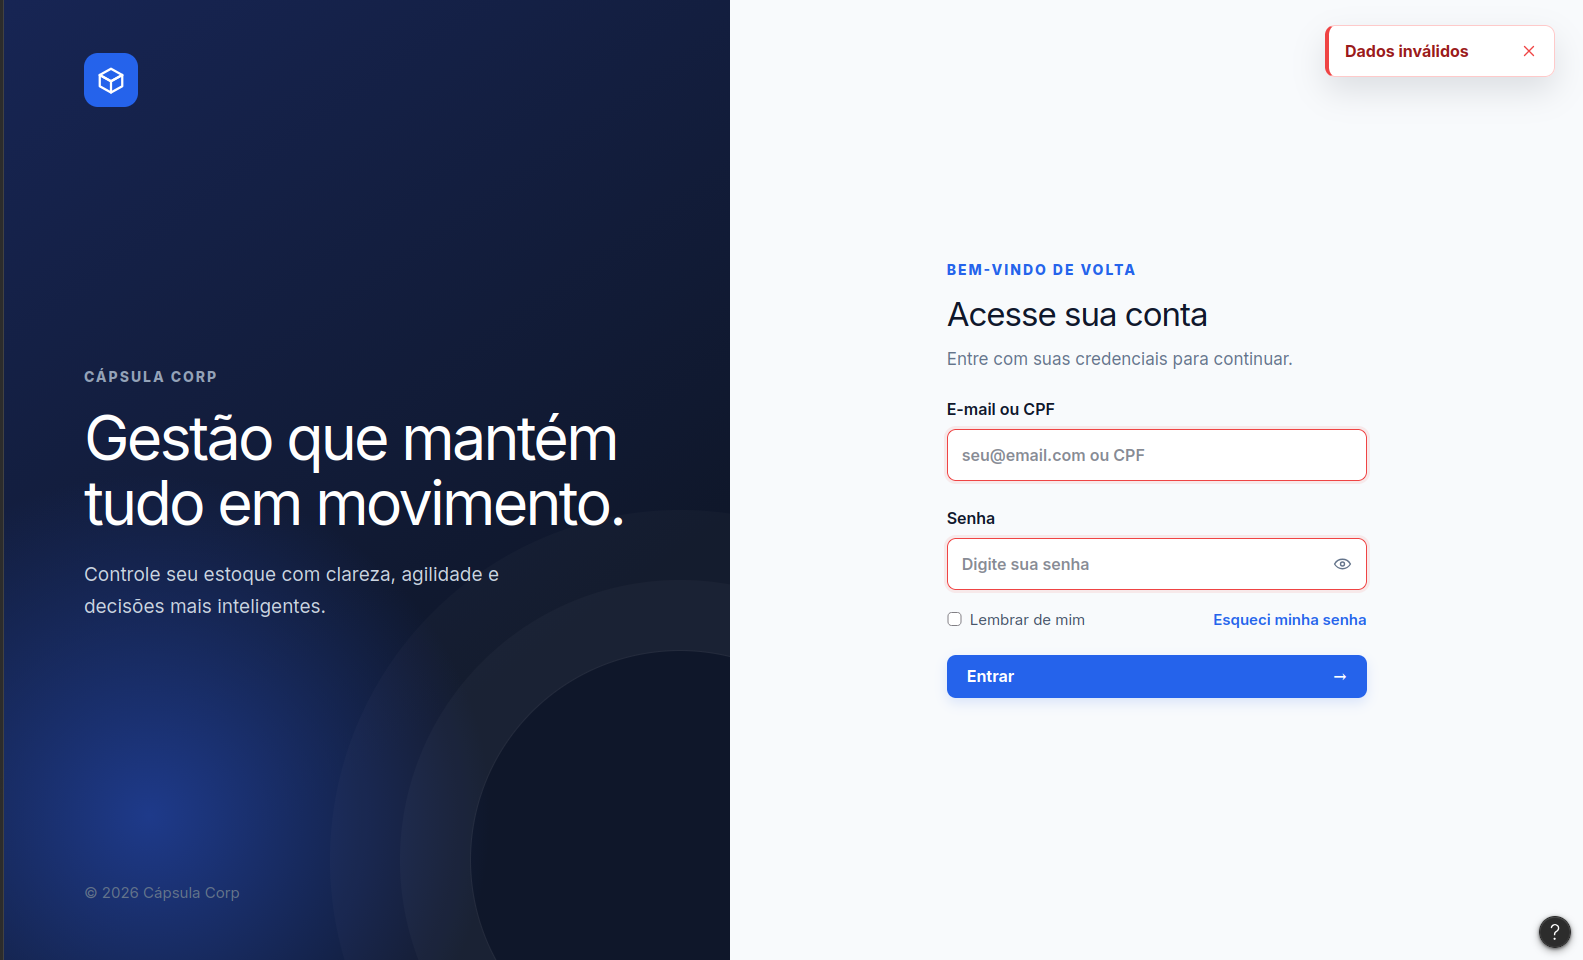 CÁPSULA CORP
Gestão que mantém
tudo em movimento.
Controle seu estoque com clareza, agilidade e
decisões mais inteligentes.
© 2026 Cápsula Corp
Dados inválidos
BEM-VINDO DE VOLTA
Acesse sua conta
Entre com suas credenciais para continuar.
E-mail ou CPF
seu@email.com ou CPF
Senha
Digite sua senha
Lembrar de mim
Esqueci minha senha
Entrar →
?